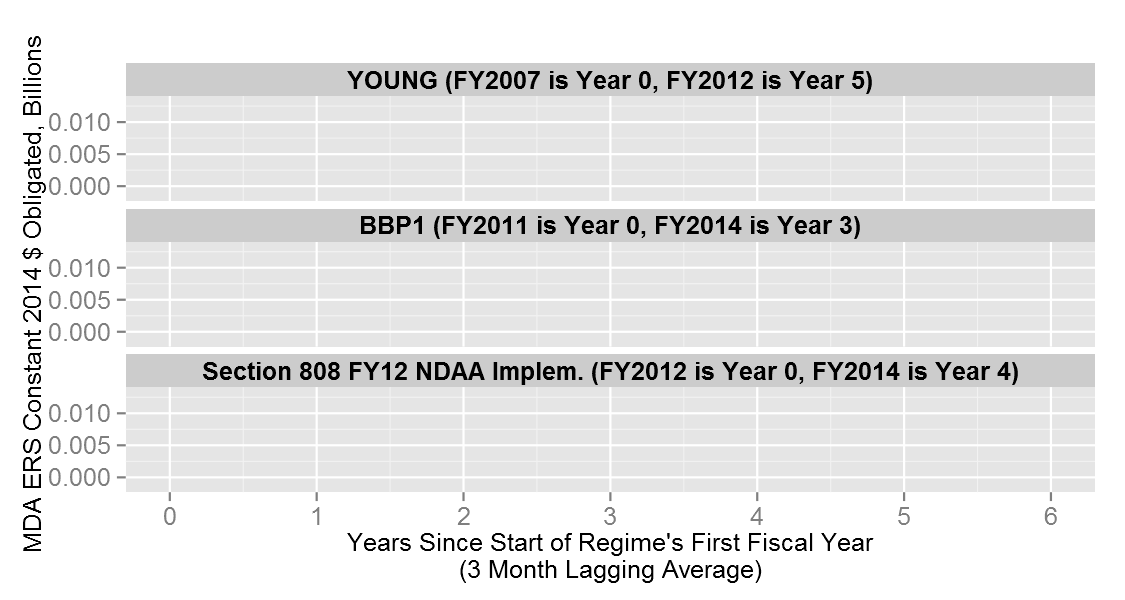 MDA ERS Constant 2014 $ Obligated, Billions
YOUNG (FY2007 is Year 0, FY2012 is Year 5)
0.010
0.005
0.000
BBP1 (FY2011 is Year 0, FY2014 is Year 3)
0.010
0.005
0.000
Section 808 FY12 NDAA Implem. (FY2012 is Year 0, FY2014 is Year 4)
0.010
0.005
0.000
0 1 2 3 4 5 6
Years Since Start of Regime's First Fiscal Year
(3 Month Lagging Average)